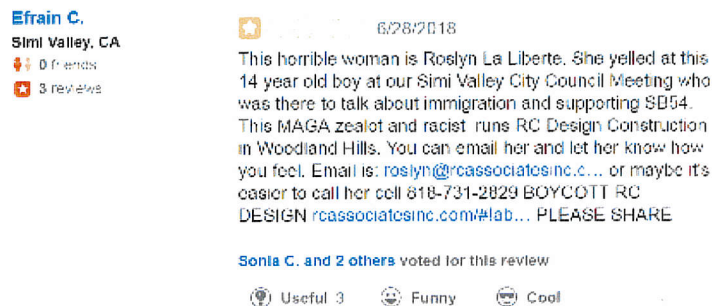 Efrain C.
Simi Valley, CA
0 friends
3 reviews
6/28/2018
This horrible woman is Roslyn La Liberte. She yelled at this
14 year old boy at our Simi Valley City Council Meeting who
was there to talk about immigration and supporting SB54.
This MAGA zealot and racist runs RC Design Construction
in Woodland Hills. You can email her and let her know how
you feel. Email is: roslyn@rcassociatesinc.c... or maybe it's
easier to call her cell 818-731-2829 BOYCOTT RC
DESIGN rcassociatesinc.com/#!ab... PLEASE SHARE
Sonia C. and 2 others voted for this review
Useful 3 Funny Cool